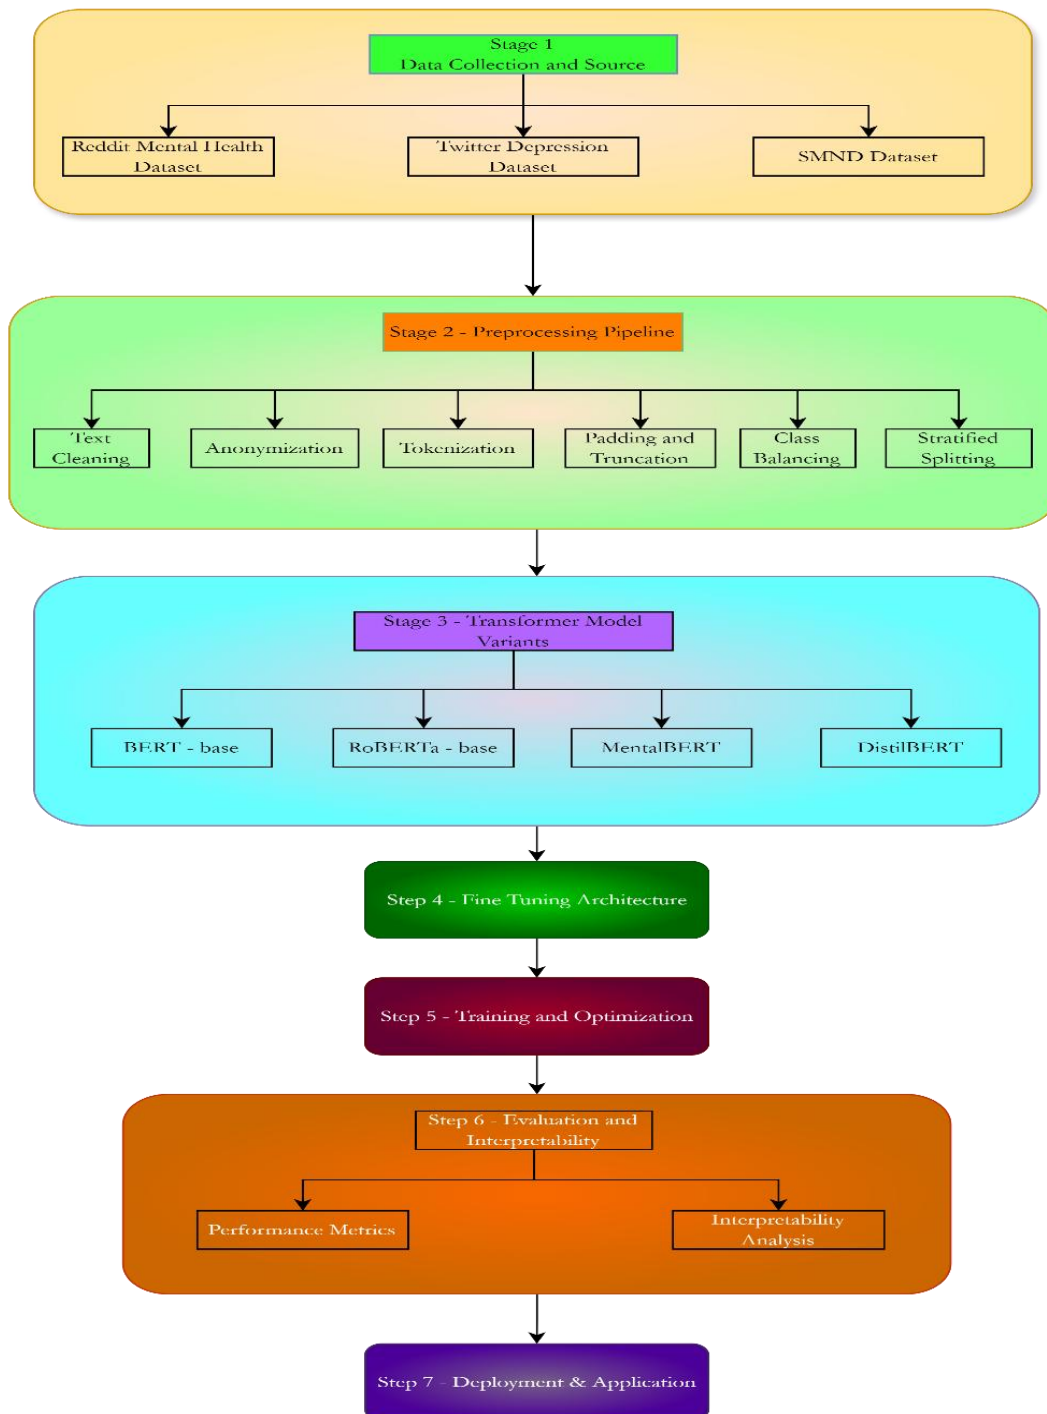 Stage 1
Data Collection and Source
Reddit Mental Health
Dataset
Twitter Depression
Dataset
SMND Dataset
Stage 2 - Preprocessing Pipeline
Text
Cleaning
Anonymization
Tokenization
Padding and
Truncation
Class
Balancing
Stratified
Splitting
Stage 3 - Transformer Model
Variants
BERT - base
RoBERTa - base
MentalBERT
DistilBERT
Step 4 - Fine Tuning Architecture
Step 5 - Training and Optimization
Step 6 - Evaluation and
Interpretability
Performance Metrics
Interpretability
Analysis
Step 7 - Deployment & Application